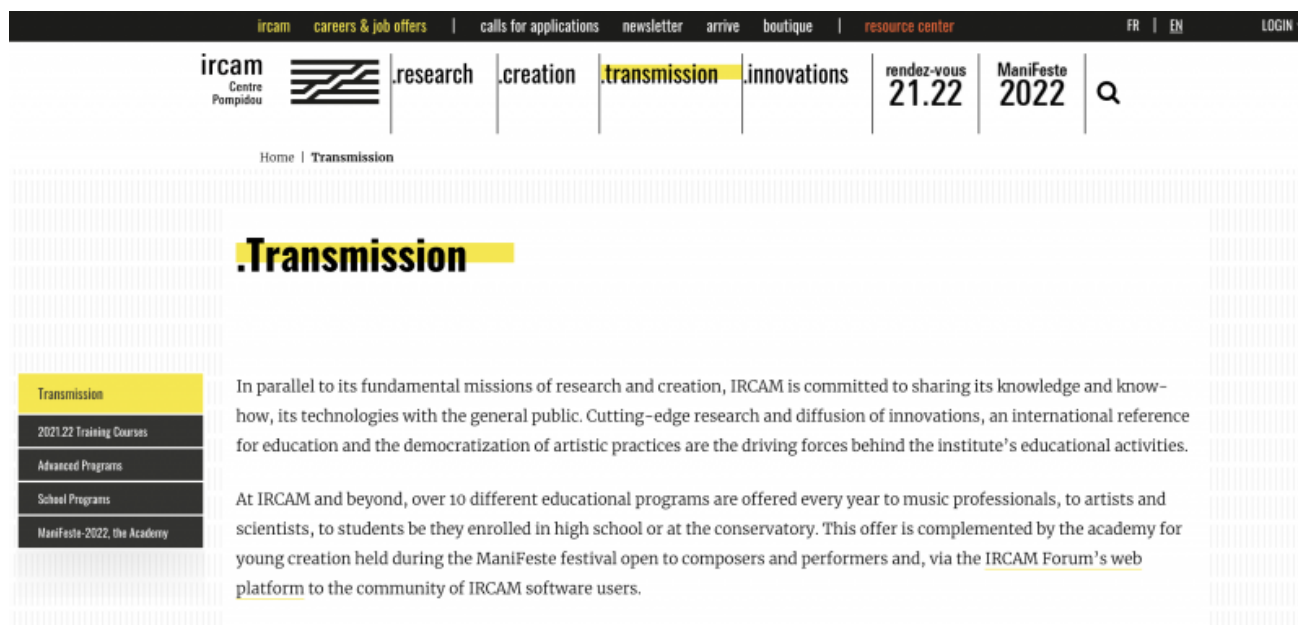 ircam careers & job offers | calls for applications newsletter arrive boutique | resource center FR | EN LOGIN
ircam
Centre
Pompidou
.research .creation .transmission .innovations
rendez-vous
21.22
ManiFeste
2022
Home | Transmission
.Transmission
Transmission
2021.22 Training Courses
Advanced Programs
School Programs
ManiFeste-2022, the Academy
In parallel to its fundamental missions of research and creation, IRCAM is committed to sharing its knowledge and know-
how, its technologies with the general public. Cutting-edge research and diffusion of innovations, an international reference
for education and the democratization of artistic practices are the driving forces behind the institute's educational activities.
At IRCAM and beyond, over 10 different educational programs are offered every year to music professionals, to artists and
scientists, to students be they enrolled in high school or at the conservatory. This offer is complemented by the academy for
young creation held during the ManiFeste festival open to composers and performers and, via the IRCAM Forum's web
platform to the community of IRCAM software users.